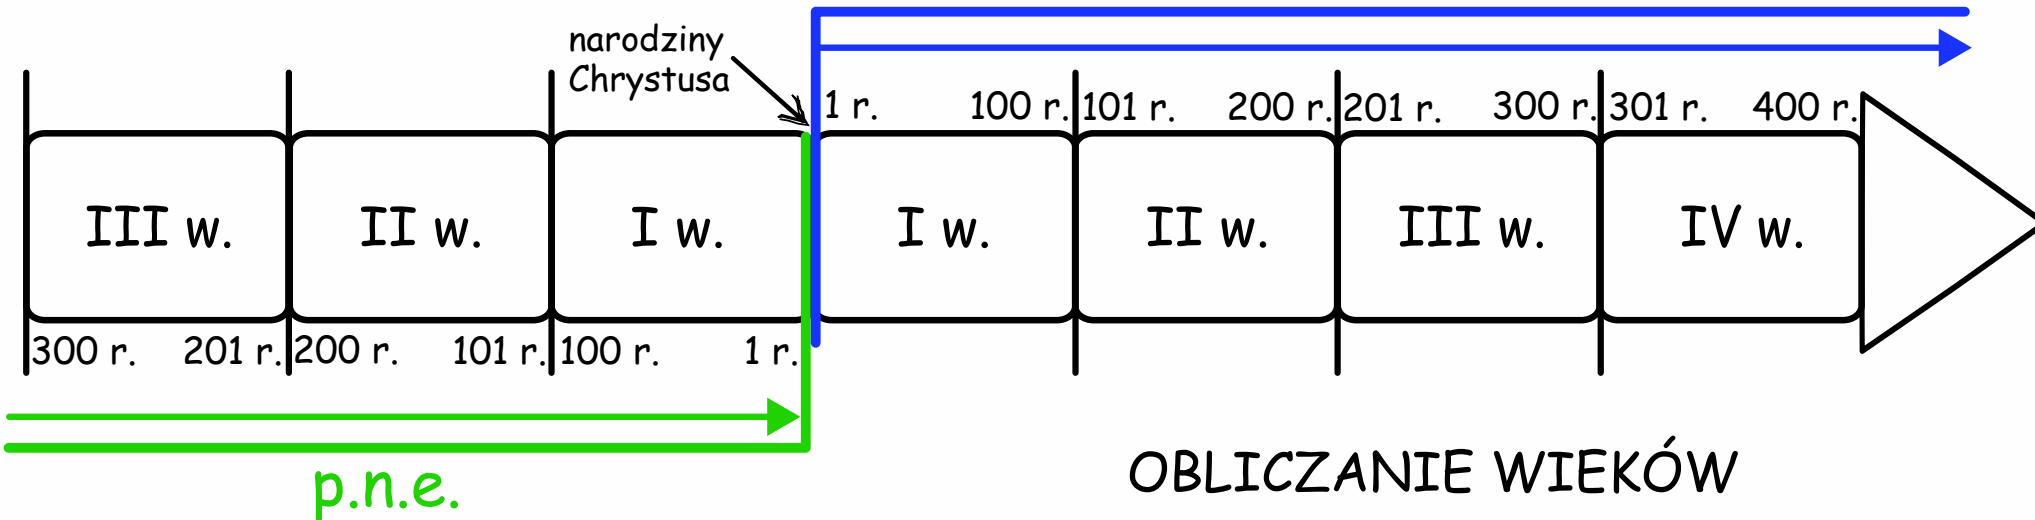 narodziny
Chrystusa
1 r. 100 r. 101 r. 200 r. 201 r. 300 r. 301 r. 400 r.
III w. II w. I w. I w. II w. III w. IV w.
300 r. 201 r. 200 r. 101 r. 100 r. 1 r.
p.n.e.
OBLICZANIE WIEKÓW